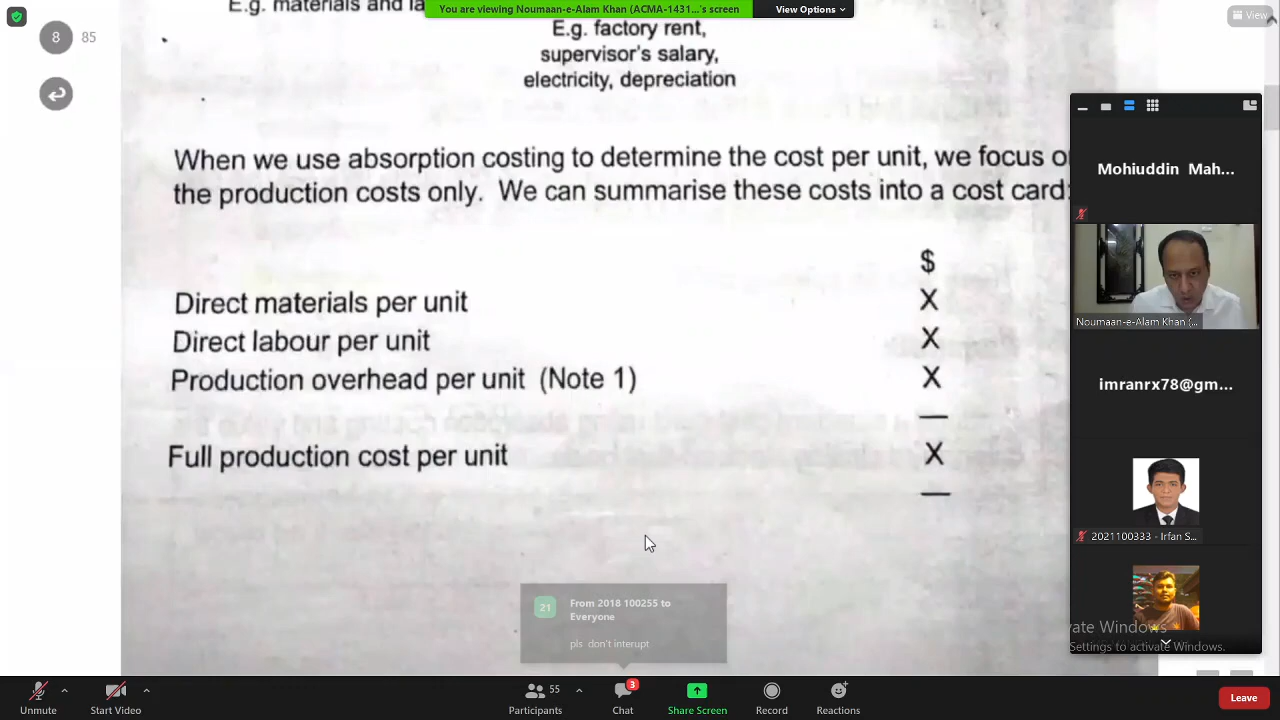 E.g. materials and la
You are viewing Noumaan-e-Alam Khan (ACMA-1431...'s screen
View Options
View
8 85
E.g. factory rent,
supervisor's salary,
electricity, depreciation
When we use absorption costing to determine the cost per unit, we focus o
the production costs only. We can summarise these costs into a cost card:
$
Direct materials per unit X
Direct labour per unit X
Production overhead per unit (Note 1) X
Full production cost per unit X
Mohiuddin Mah...
Noumaan-e-Alam Khan (...
imranrx78@gm...
2021100333 - Irfan S...
vate Windows
Settings to activate Windows.
21
From 2018 100255 to
Everyone
pls don't interupt
Unmute
Start Video
55
Participants
3
Chat
Share Screen
Record
Reactions
Leave